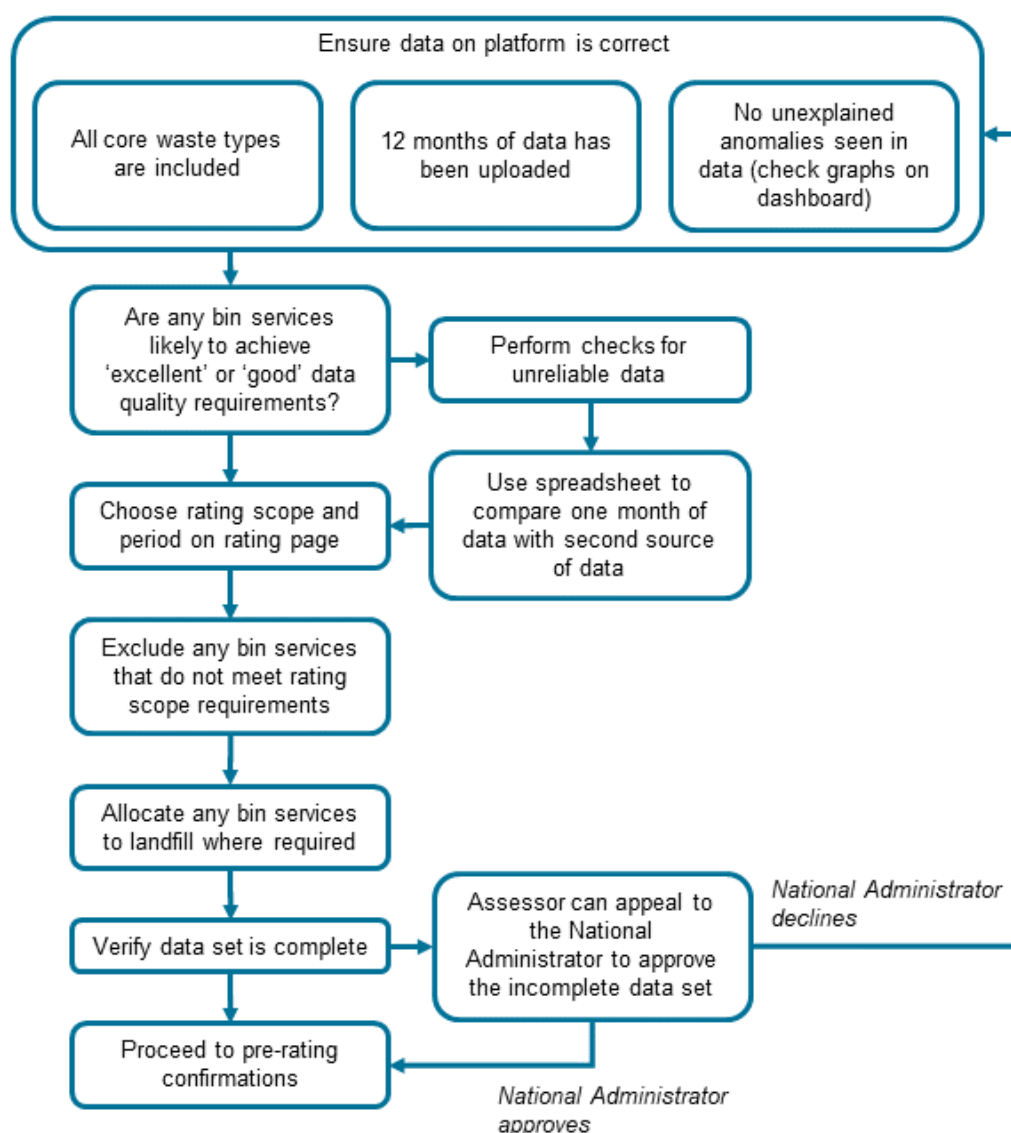 Ensure data on platform is correct
All core waste types
are included
12 months of data has
been uploaded
No unexplained
anomalies seen in
data (check graphs on
dashboard)
Are any bin services
likely to achieve
‘excellent’ or ‘good’ data
quality requirements?
Perform checks for
unreliable data
Use spreadsheet to
compare one month of
data with second source
of data
Choose rating scope and
period on rating page
Exclude any bin services
that do not meet rating
scope requirements
Allocate any bin services
to landfill where required
Verify data set is complete
Assessor can appeal to
the National
Administrator to approve
the incomplete data set
National Administrator
declines
Proceed to pre-rating
confirmations
National Administrator
approves